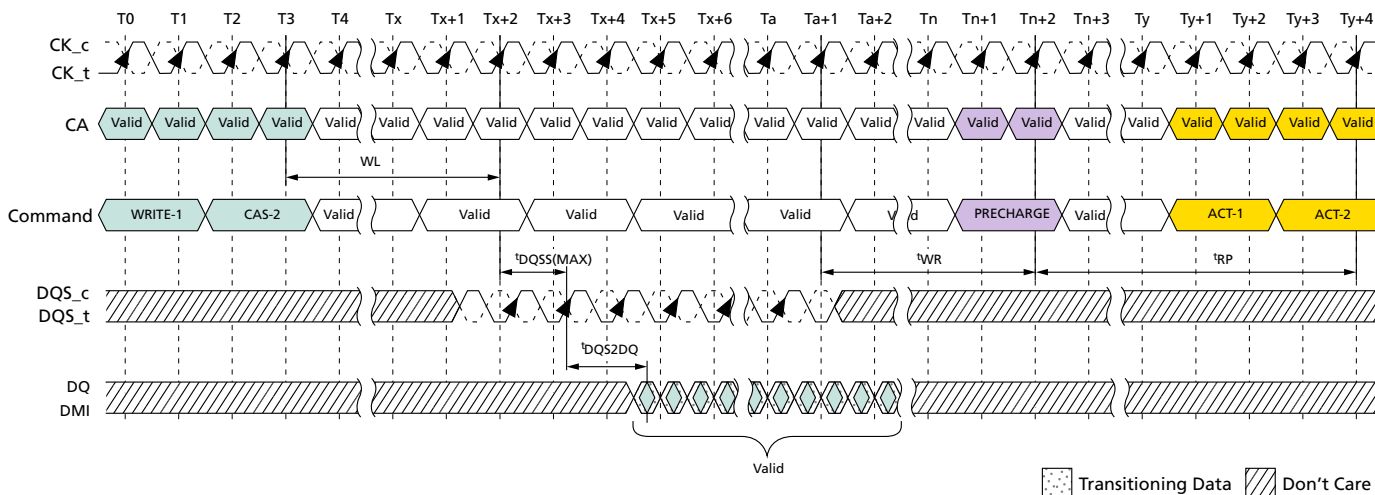 T0 T1 T2 T3 T4 Tx Tx+1 Tx+2 Tx+3 Tx+4 Tx+5 Tx+6 Ta Ta+1 Ta+2 Tn Tn+1 Tn+2 Tn+3 Ty Ty+1 Ty+2 Ty+3 Ty+4
CK_c
CK_t
CA Valid Valid Valid Valid Valid Valid Valid Valid Valid Valid Valid Valid Valid Valid Valid Valid Valid Valid Valid Valid Valid Valid Valid Valid
WL
Command WRITE-1 CAS-2 Valid Valid Valid Valid Valid PRECHARGE Valid ACT-1 ACT-2
tDQSS(MAX) tWR tRP
DQS_c
DQS_t
tDQS2DQ
DQ
DMI
Valid
Transitioning Data Don't Care